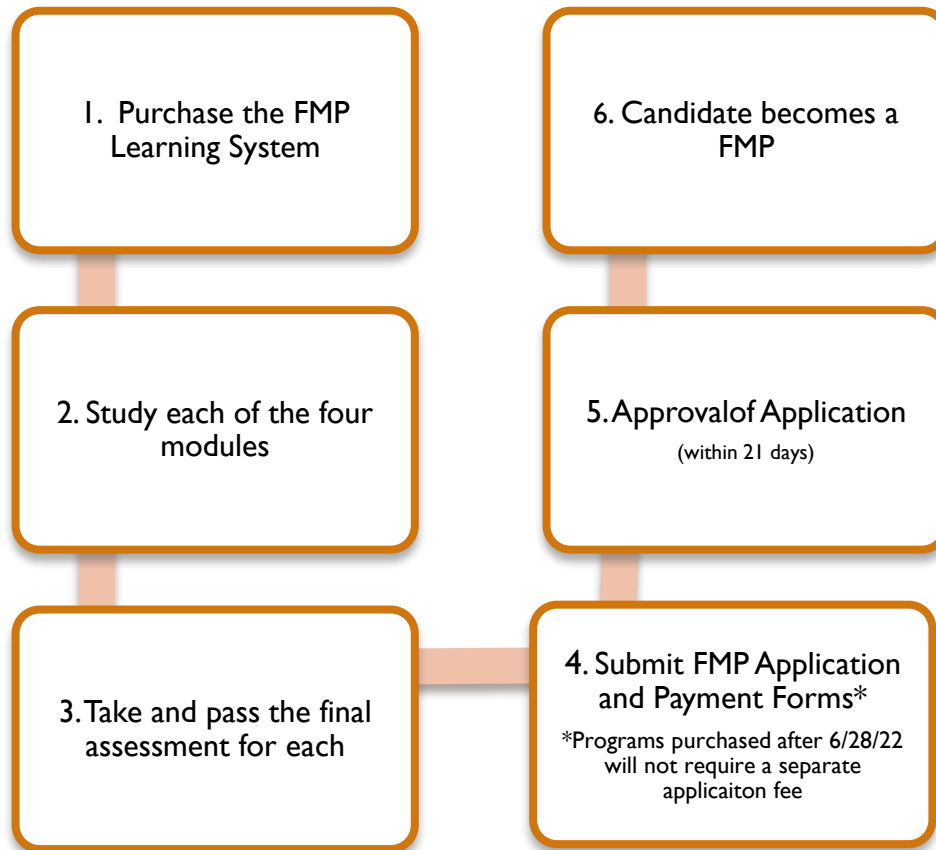 1. Purchase the FMP
Learning System
2. Study each of the four
modules
3. Take and pass the final
assessment for each
4. Submit FMP Application
and Payment Forms*
*Programs purchased after 6/28/22
will not require a separate
applicaiton fee
5. Approvalof Application
(within 21 days)
6. Candidate becomes a
FMP